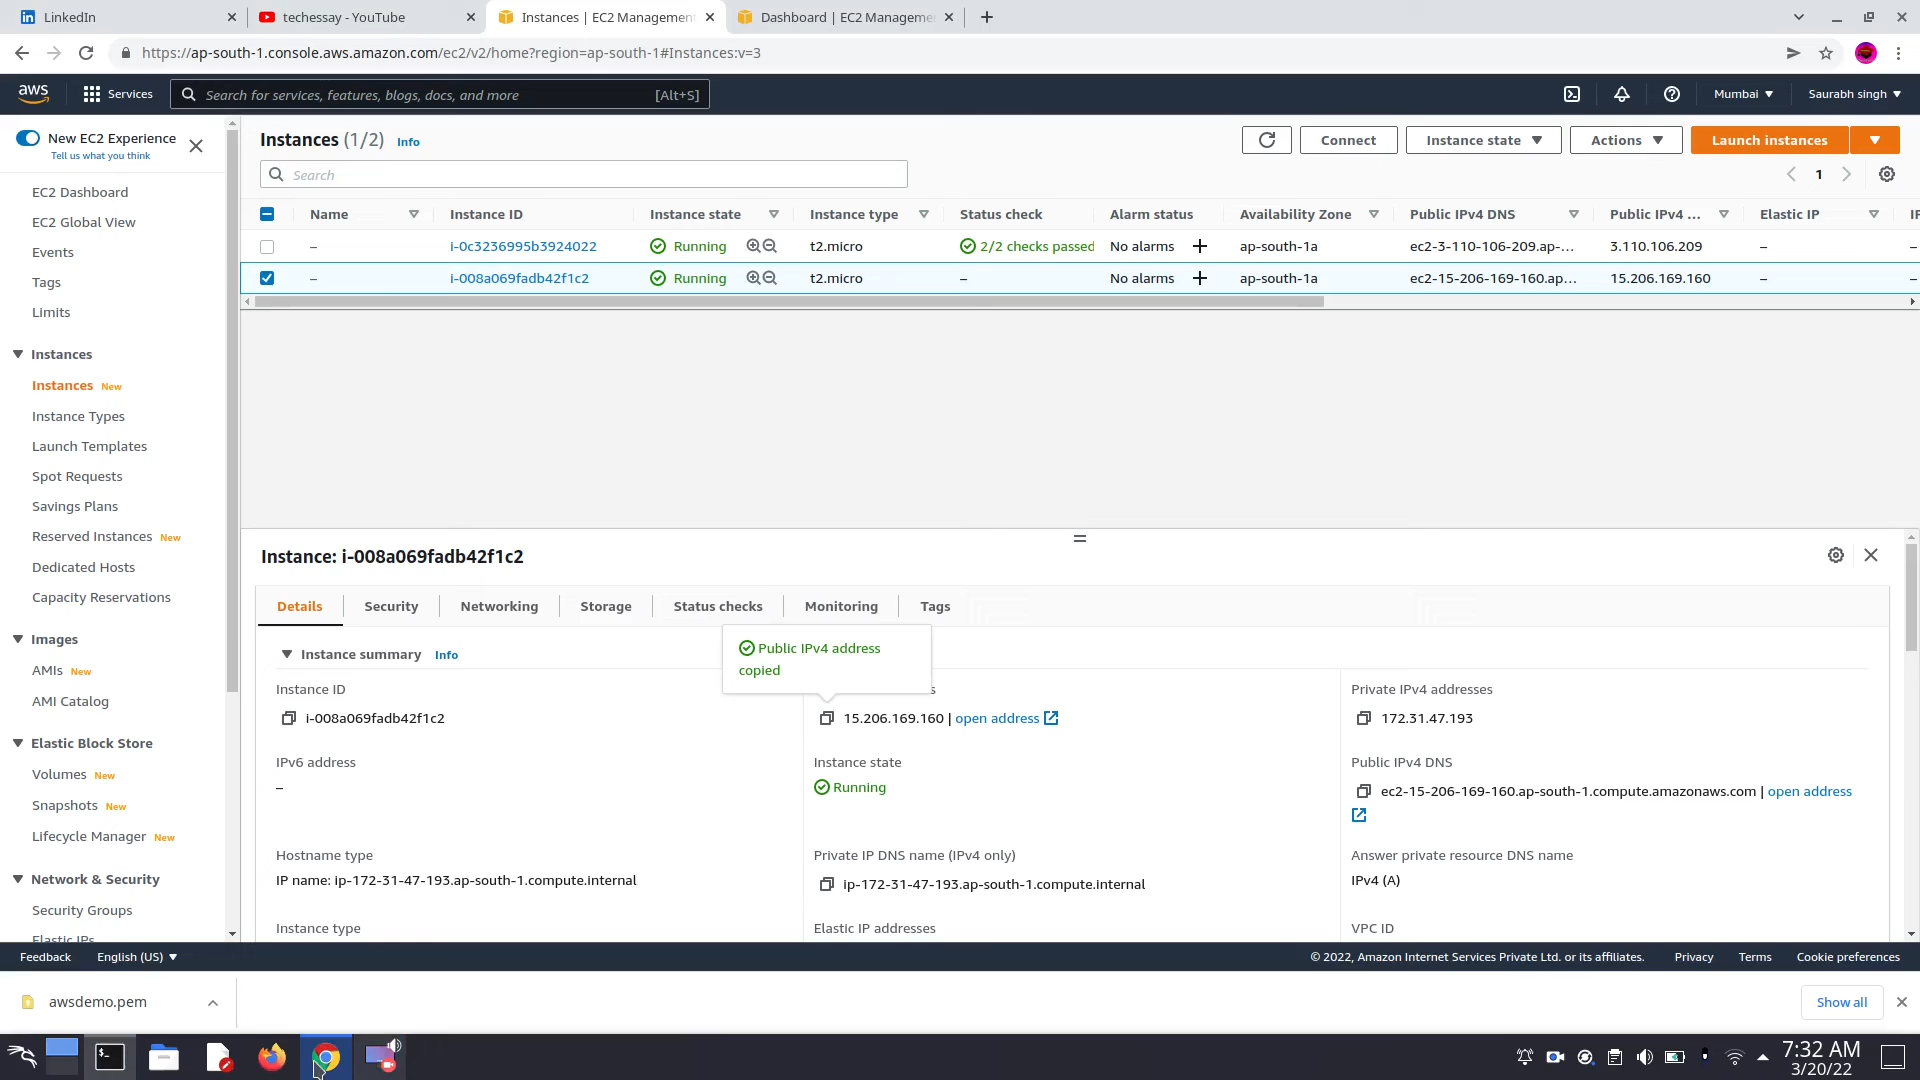 LinkedIn
techessay - YouTube
Instances | EC2 Managemen
Dashboard | EC2 Manageme
https://ap-south-1.console.aws.amazon.com/ec2/v2/home?region=ap-south-1#Instances:v=3
aws
Services
Search for services, features, blogs, docs, and more
[Alt+S]
Mumbai
Saurabh singh
New EC2 Experience
Tell us what you think
EC2 Dashboard
EC2 Global View
Events
Tags
Limits
Instances
Instances New
Instance Types
Launch Templates
Spot Requests
Savings Plans
Reserved Instances New
Dedicated Hosts
Capacity Reservations
Images
AMIs New
AMI Catalog
Elastic Block Store
Volumes New
Snapshots New
Lifecycle Manager New
Network & Security
Security Groups
Elastic IPs
Instances (1/2) Info
Connect
Instance state
Actions
Launch instances
Search
1
Name Instance ID Instance state Instance type Status check Alarm status Availability Zone Public IPv4 DNS Public IPv4 ... Elastic IP IP
– i-0c3236995b3924022 Running t2.micro 2/2 checks passed No alarms + ap-south-1a ec2-3-110-106-209.ap-... 3.110.106.209 – –
– i-008a069fadb42f1c2 Running t2.micro – No alarms + ap-south-1a ec2-15-206-169-160.ap... 15.206.169.160 – –
Instance: i-008a069fadb42f1c2
Details
Security
Networking
Storage
Status checks
Monitoring
Tags
Instance summary Info
Public IPv4 address
copied
Instance ID
i-008a069fadb42f1c2
s
15.206.169.160 | open address
Private IPv4 addresses
172.31.47.193
IPv6 address
–
Instance state
Running
Public IPv4 DNS
ec2-15-206-169-160.ap-south-1.compute.amazonaws.com | open address
Hostname type
IP name: ip-172-31-47-193.ap-south-1.compute.internal
Private IP DNS name (IPv4 only)
ip-172-31-47-193.ap-south-1.compute.internal
Answer private resource DNS name
IPv4 (A)
Instance type
Elastic IP addresses
VPC ID
Feedback
English (US)
© 2022, Amazon Internet Services Private Ltd. or its affiliates.
Privacy
Terms
Cookie preferences
awsdemo.pem
Show all
7:32 AM
3/20/22